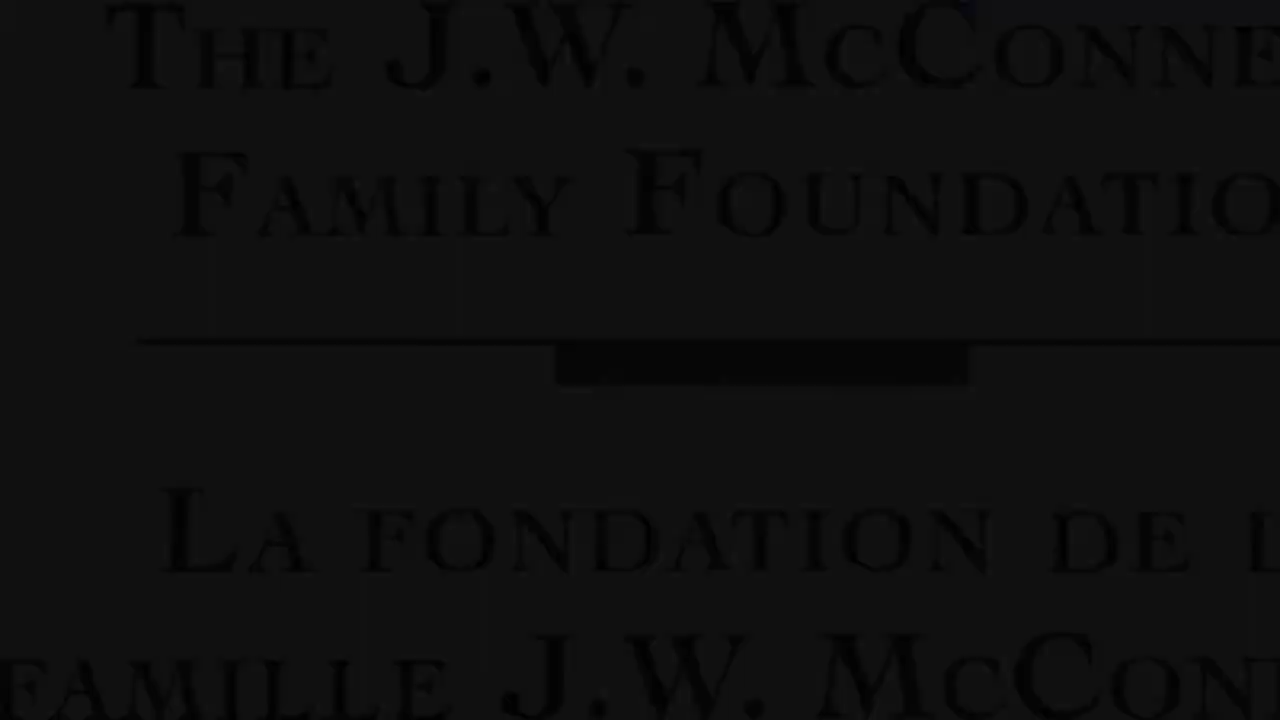 THE J.W. MCCONNE
FAMILY FOUNDATIO
LA FONDATION DE L
FAMILLE J.W. MCCON